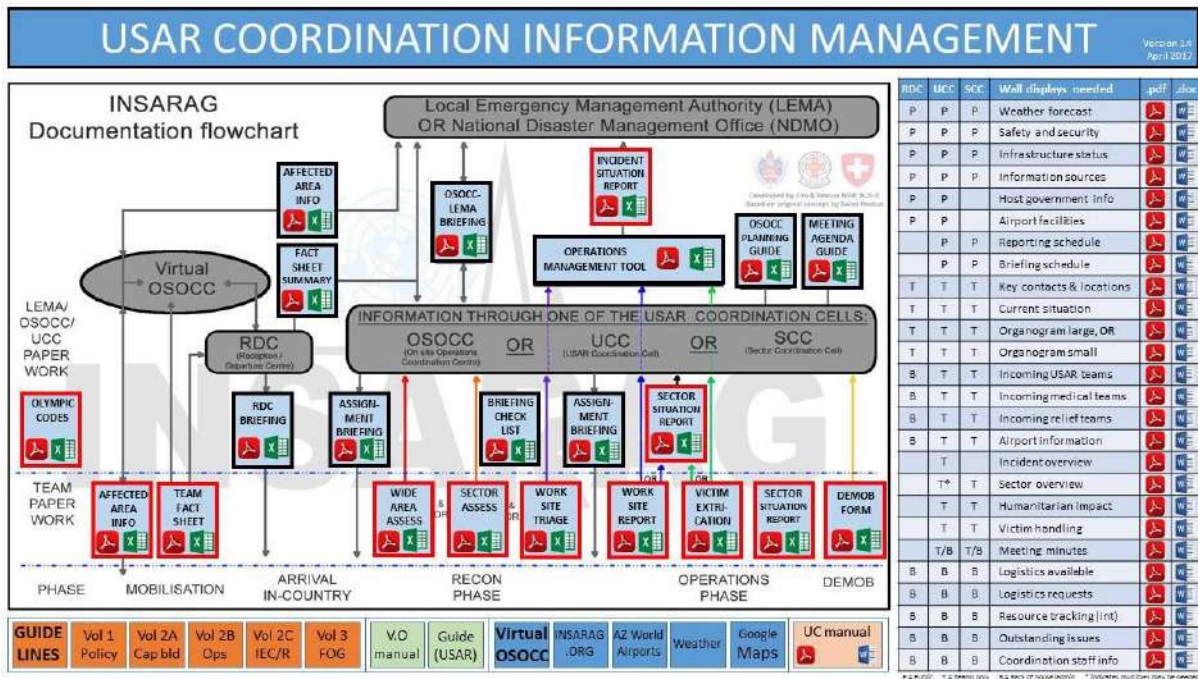 USAR COORDINATION INFORMATION MANAGEMENT
Version 1.4
April 2017
INSARAG
Documentation flowchart
Local Emergency Management Authority (LEMA)
OR National Disaster Management Office (NDMO)
AFFECTED
AREA
INFO
OSOCC-
LEMA
BRIEFING
INCIDENT
SITUATION
REPORT
Based on original concept by Swiss Rescue
FACT
SHEET
SUMMARY
OPERATIONS
MANAGEMENT TOOL
OSOCC
PLANNING
GUIDE
MEETING
AGENDA
GUIDE
Virtual
OSOCC
LEMA/
OSOCC/
UCC
PAPER
WORK
RDC
(Reception /
Departure Centre)
INFORMATION THROUGH ONE OF THE USAR COORDINATION CELLS:
OSOCC
(On site Operations
Coordination Centre)
OR
UCC
(USAR Coordination Cell)
OR
SCC
(Sector Coordination Cell)
OLYMPIC
CODES
RDC
BRIEFING
ASSIGN-
MENT
BRIEFING
BRIEFING
CHECK
LIST
ASSIGN-
MENT
BRIEFING
SECTOR
SITUATION
REPORT
INSARAG
TEAM
PAPER
WORK
AFFECTED
AREA
INFO
TEAM
FACT
SHEET
WIDE
AREA
ASSESS
&
OR
SECTOR
ASSESS
&
OR
WORK
SITE
TRIAGE
OR
WORK
SITE
REPORT
OR
VICTIM
EXTRI-
CATION
SECTOR
SITUATION
REPORT
DEMOB
FORM
PHASE
MOBILISATION
ARRIVAL
IN-COUNTRY
RECON
PHASE
OPERATIONS
PHASE
DEMOB
RDC UCC SCC Wall displays needed .pdf .doc
P P P Weather forecast
P P P Safety and security
P P P Infrastructure status
P P P Information sources
P P Host government info
P P Airport facilities
P P Reporting schedule
P P Briefing schedule
T T T Key contacts & locations
T T T Current situation
T T T Organogram large, OR
T T T Organogram small
B T T Incoming USAR teams
B T T Incoming medical teams
B T T Incoming relief teams
B T T Airport information
T Incident overview
T* T Sector overview
T T Humanitarian impact
T T Victim handling
T/B T/B Meeting minutes
B B B Logistics available
B B B Logistics requests
B B B Resource tracking (int)
B B B Outstanding issues
B B B Coordination staff info
GUIDE
LINES
Vol 1
Policy
Vol 2A
Cap bld
Vol 2B
Ops
Vol 2C
IEC/R
Vol 3
FOG
V.O
manual
Guide
(USAR)
Virtual
OSOCC
INSARAG
.ORG
AZ World
Airports
Weather
Google
Maps
UC manual